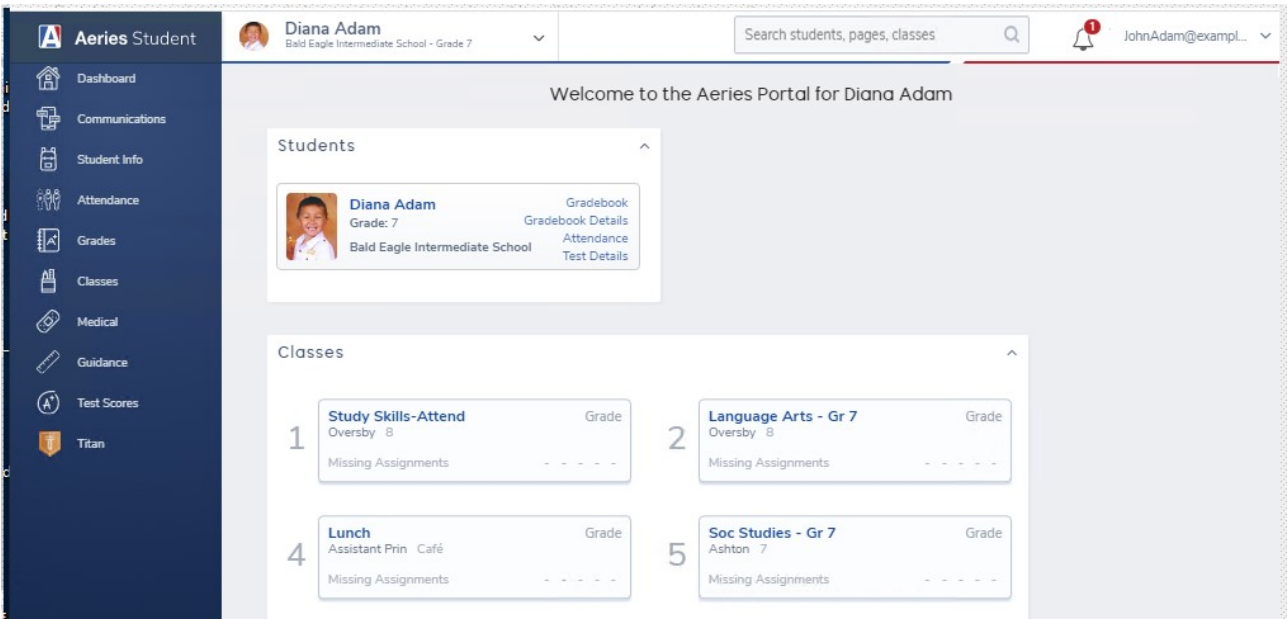 Aeries Student
Dashboard
Communications
Student Info
Attendance
Grades
Classes
Medical
Guidance
Test Scores
Titan
Diana Adam
Bald Eagle Intermediate School - Grade 7
Search students, pages, classes
1
JohnAdam@exampl...
Welcome to the Aeries Portal for Diana Adam
Students
Diana Adam
Grade: 7
Bald Eagle Intermediate School
Gradebook
Gradebook Details
Attendance
Test Details
Classes
1
Study Skills-Attend Grade
Oversby 8
Missing Assignments - - - - -
2
Language Arts - Gr 7 Grade
Oversby 8
Missing Assignments - - - - -
4
Lunch Grade
Assistant Prin Café
Missing Assignments - - - - -
5
Soc Studies - Gr 7 Grade
Ashton 7
Missing Assignments - - - - -